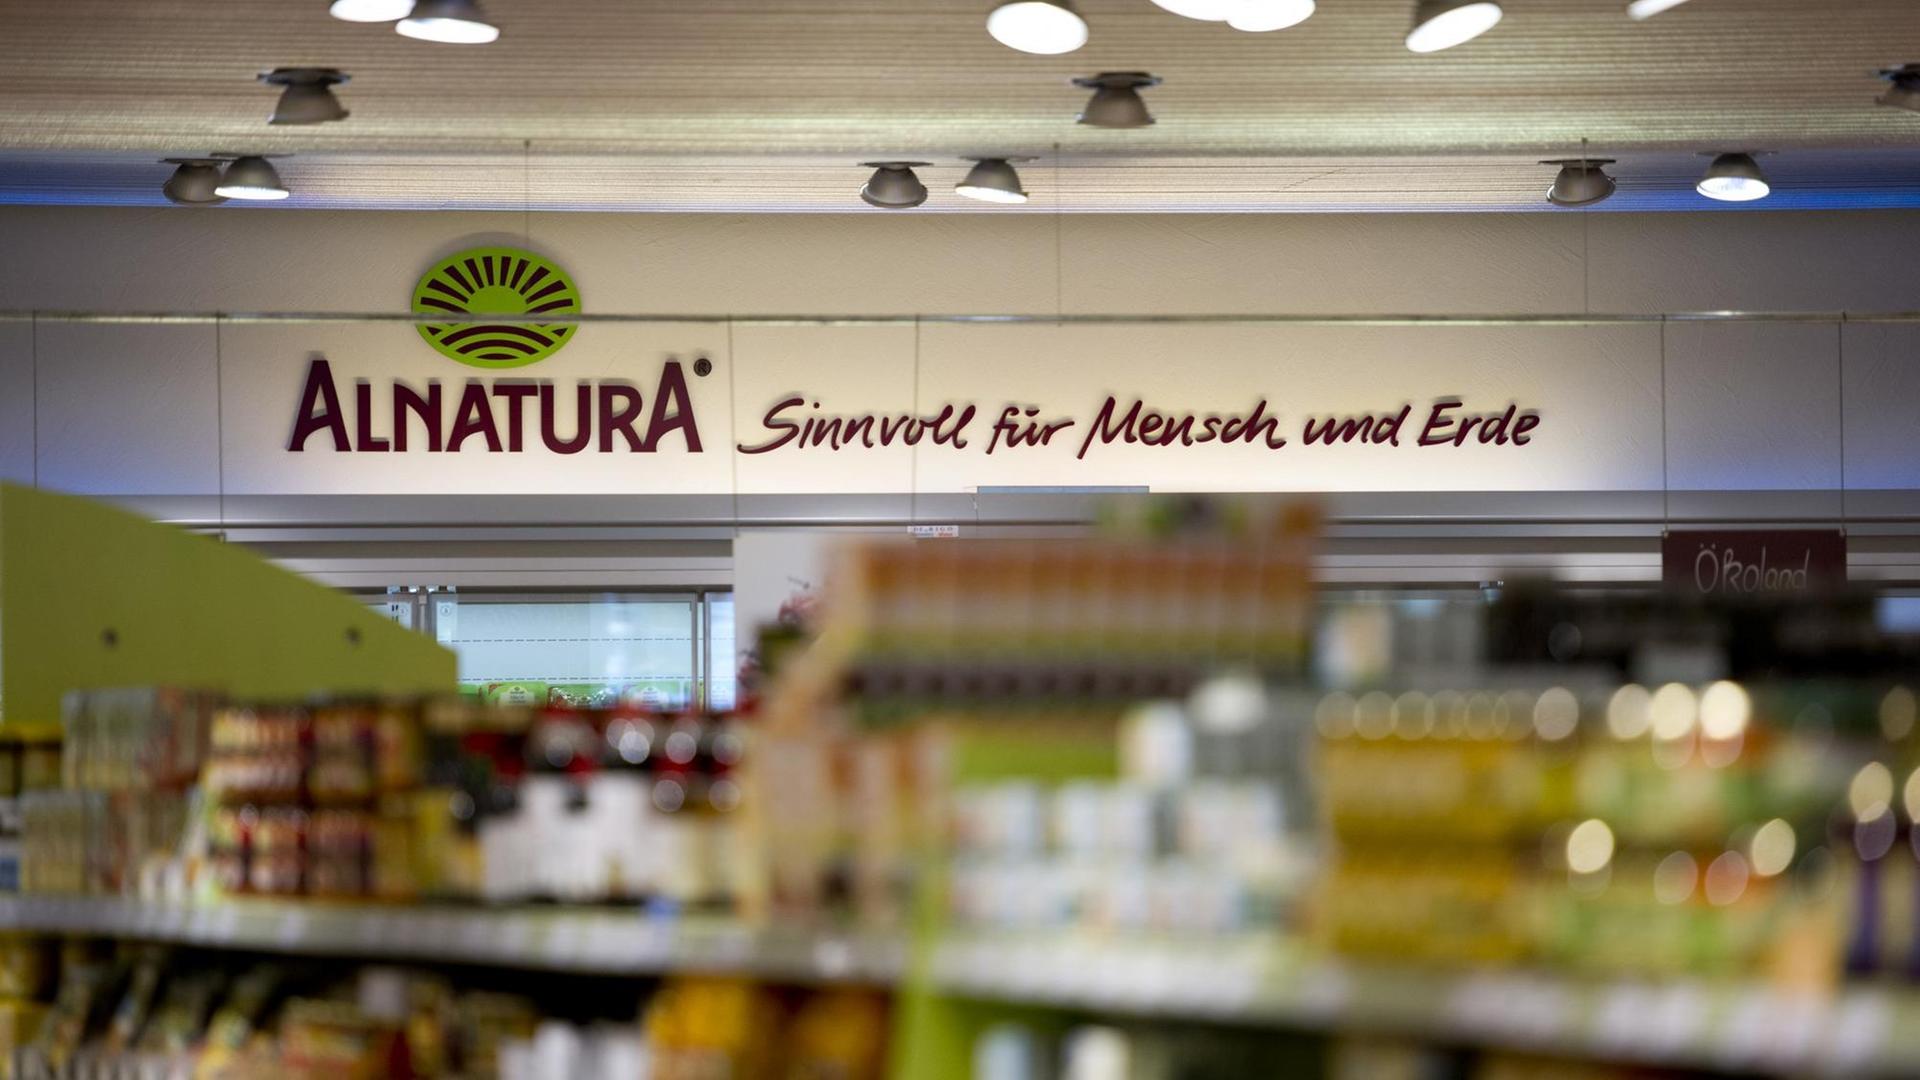 ALNATURA® Sinnvoll für Mensch und Erde
Ökoland